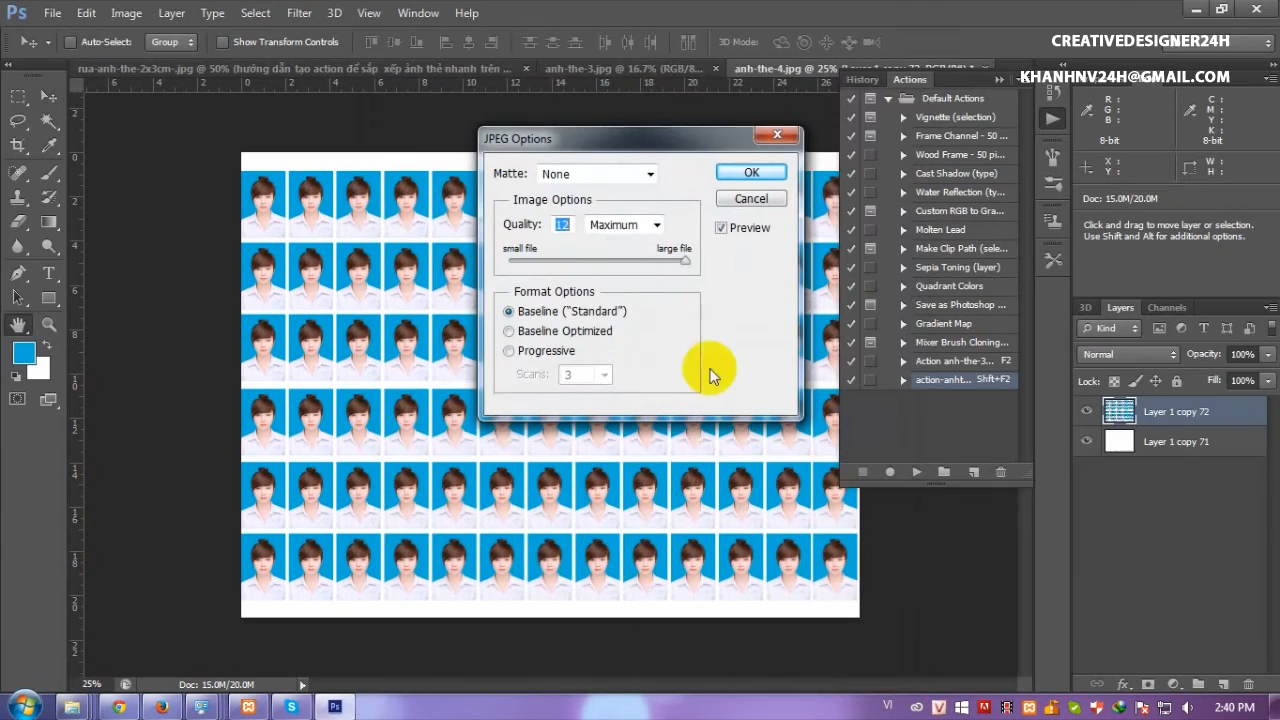 Ps File Edit Image Layer Type Select Filter 3D View Window Help
Auto-Select: Group Show Transform Controls 3D Mode:
CREATIVEDESIGNER24H
KHANHNV24H@GMAIL.COM
rua-anh-the-2x3cm-.jpg @ 50% (hướng dẫn tạo action để sắp xếp ảnh thẻ nhanh trên
anh-the-3.jpg @ 16.7% (RGB/8...
anh-the-4.jpg @ 25%
JPEG Options
Matte: None
OK
Cancel
Preview
Image Options
Quality: 12 Maximum
small file large file
Format Options
Baseline ("Standard")
Baseline Optimized
Progressive
Scans: 3
History Actions
Default Actions
Vignette (selection)
Frame Channel - 50 ...
Wood Frame - 50 pi...
Cast Shadow (type)
Water Reflection (ty...
Custom RGB to Gra...
Molten Lead
Make Clip Path (sele...
Sepia Toning (layer)
Quadrant Colors
Save as Photoshop ...
Gradient Map
Mixer Brush Cloning...
Action anh-the-3... F2
action-anht... Shft+F2
R: C:
G: M:
B: Y:
K:
8-bit 8-bit
X: W:
Y: H:
Doc: 15.0M/20.0M
Click and drag to move layer or selection.
Use Shift and Alt for additional options.
3D Layers Channels
Kind
Normal Opacity: 100%
Lock: Fill: 100%
Layer 1 copy 72
Layer 1 copy 71
25% Doc: 15.0M/20.0M
VI 2:40 PM